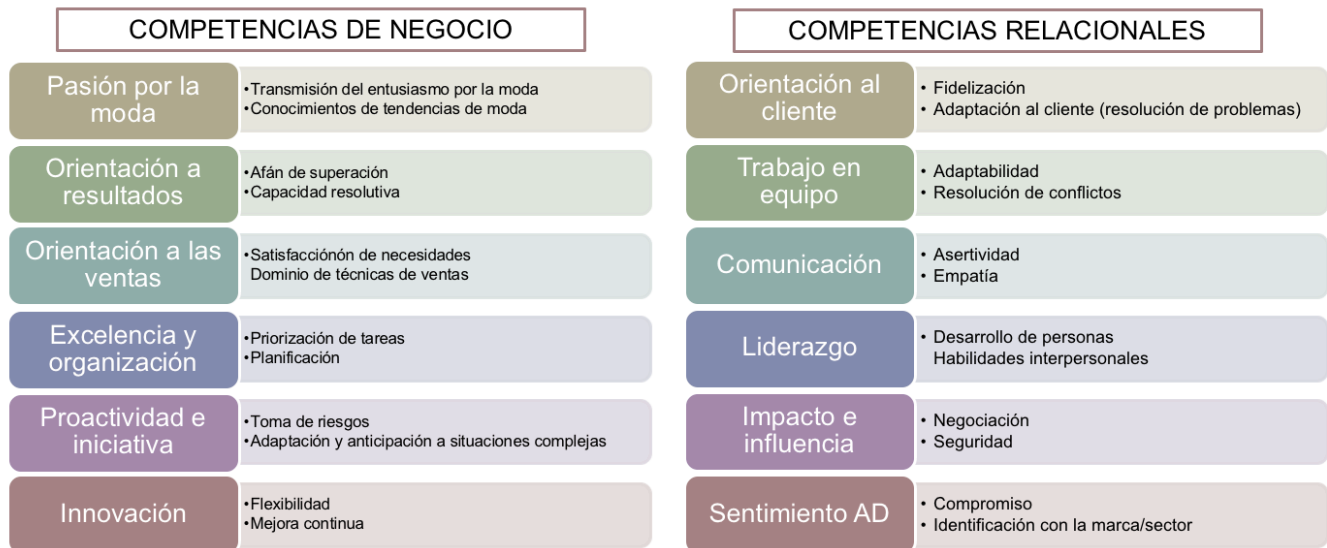 COMPETENCIAS DE NEGOCIO
Pasión por la
moda
•Transmisión del entusiasmo por la moda
•Conocimientos de tendencias de moda
Orientación a
resultados
•Afán de superación
•Capacidad resolutiva
Orientación a las
ventas
•Satisfacciónón de necesidades
Dominio de técnicas de ventas
Excelencia y
organización
•Priorización de tareas
•Planificación
Proactividad e
iniciativa
•Toma de riesgos
•Adaptación y anticipación a situaciones complejas
Innovación
•Flexibilidad
•Mejora continua
COMPETENCIAS RELACIONALES
Orientación al
cliente
• Fidelización
• Adaptación al cliente (resolución de problemas)
Trabajo en
equipo
• Adaptabilidad
• Resolución de conflictos
Comunicación
• Asertividad
• Empatía
Liderazgo
• Desarrollo de personas
Habilidades interpersonales
Impacto e
influencia
• Negociación
• Seguridad
Sentimiento AD
• Compromiso
• Identificación con la marca/sector